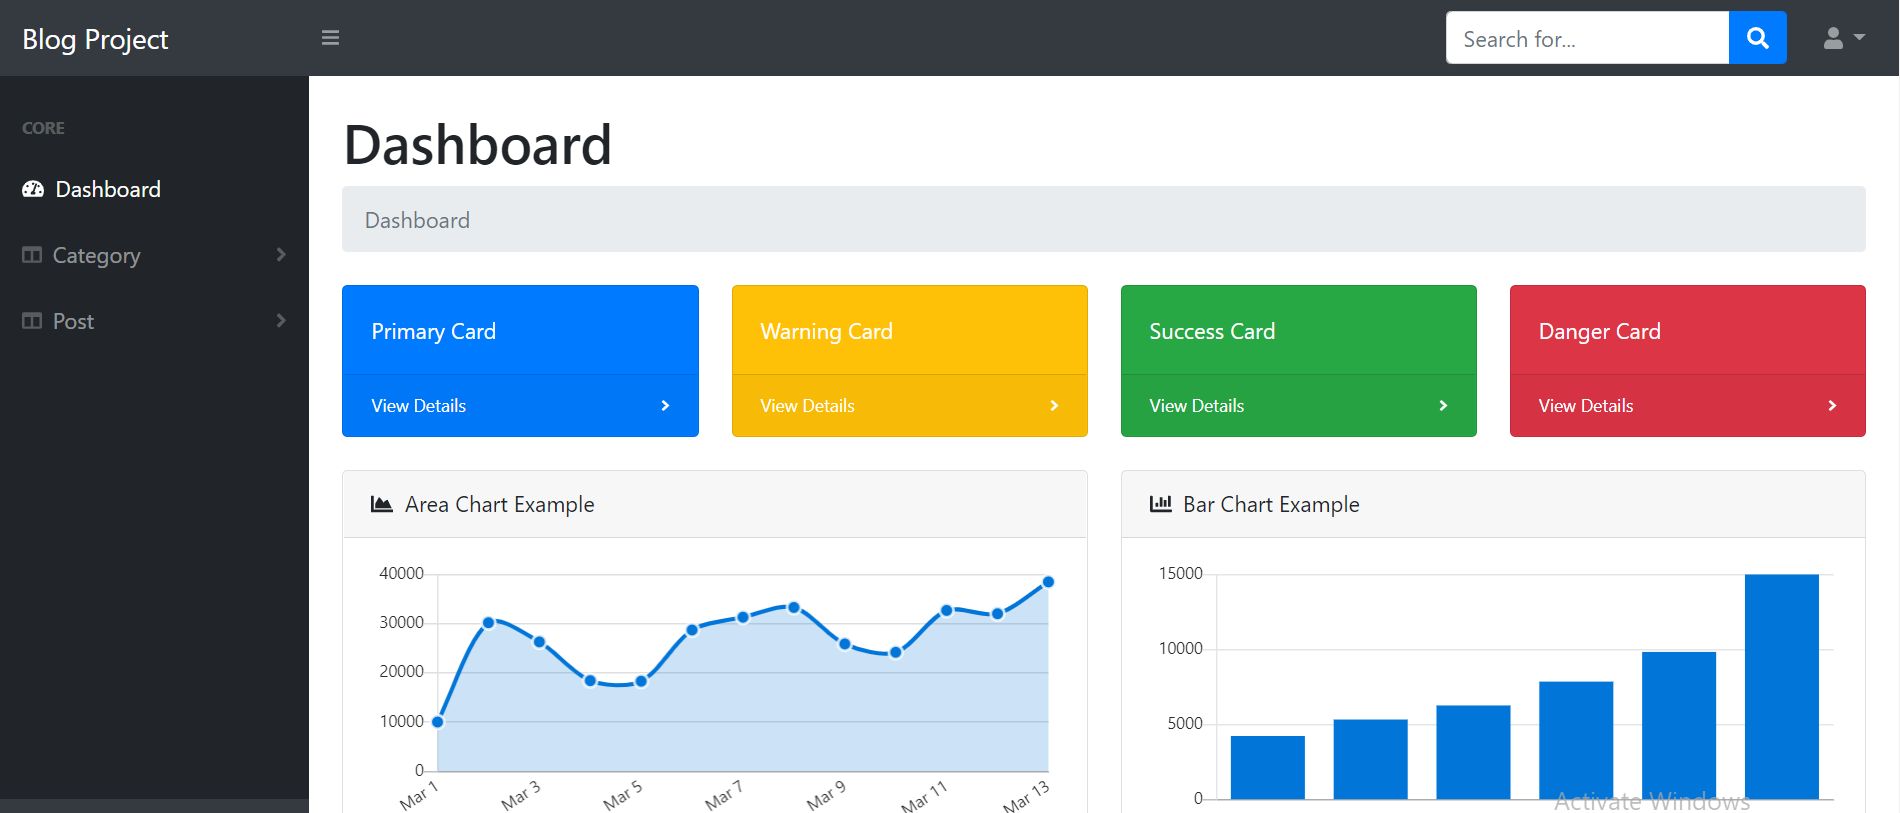 Blog Project
Search for...
CORE
Dashboard
Category
Post
Dashboard
Dashboard
Primary Card
View Details
Warning Card
View Details
Success Card
View Details
Danger Card
View Details
Area Chart Example
40000
30000
20000
10000
0
Mar 1
Mar 3
Mar 5
Mar 7
Mar 9
Mar 11
Mar 13
Bar Chart Example
15000
10000
5000
0
Activate Windows